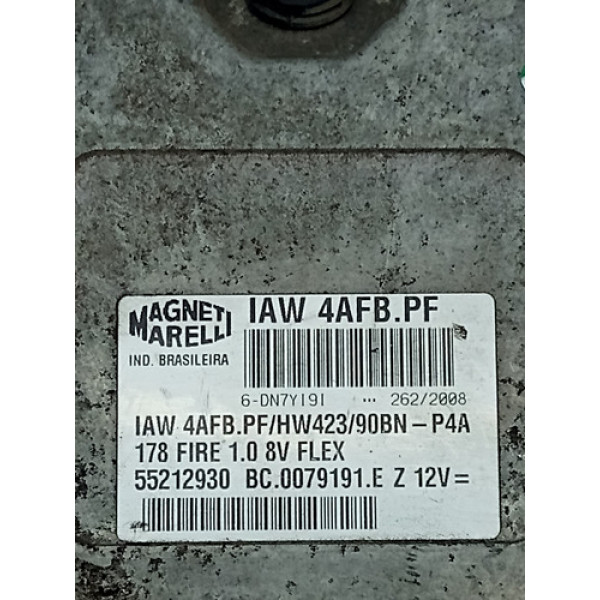 MAGNETI MARELLI
IND. BRASILEIRA
IAW 4AFB.PF
6-DN7Y191 ... 262/2008
IAW 4AFB.PF/HW423/90BN-P4A
178 FIRE 1.0 8V FLEX
55212930 BC.0079191.E Z 12V=